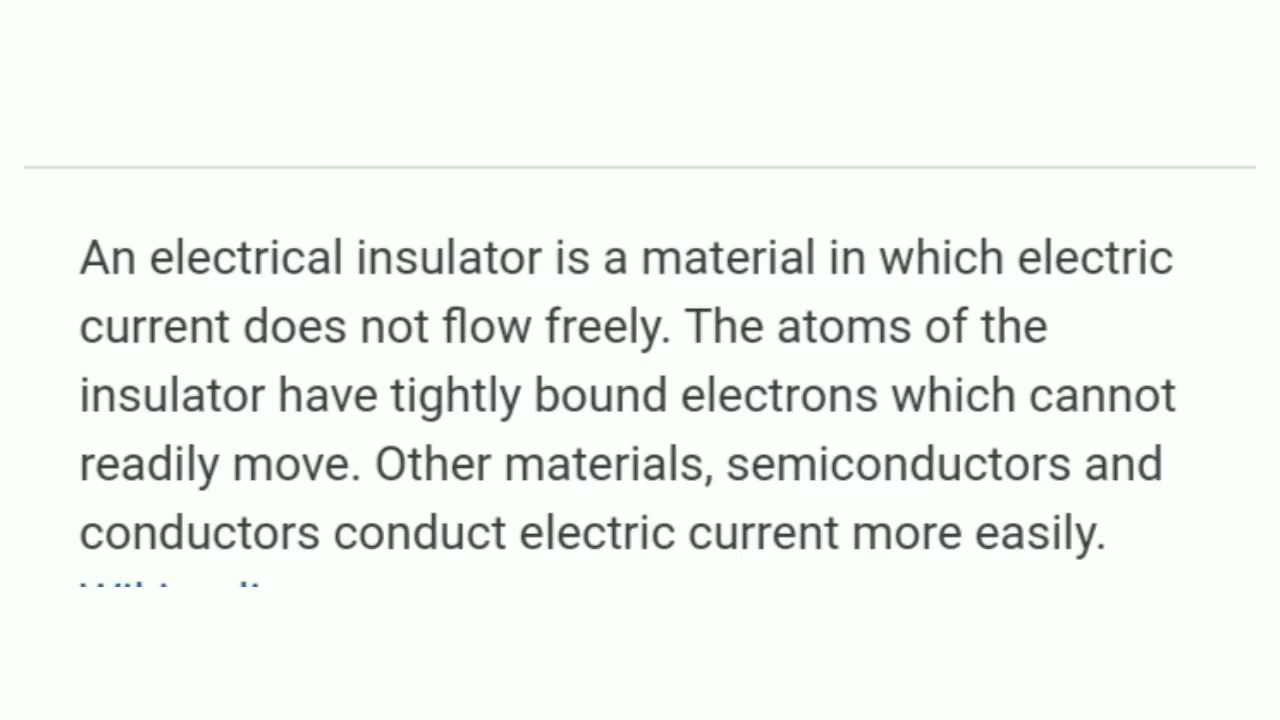 An electrical insulator is a material in which electric
current does not flow freely. The atoms of the
insulator have tightly bound electrons which cannot
readily move. Other materials, semiconductors and
conductors conduct electric current more easily.